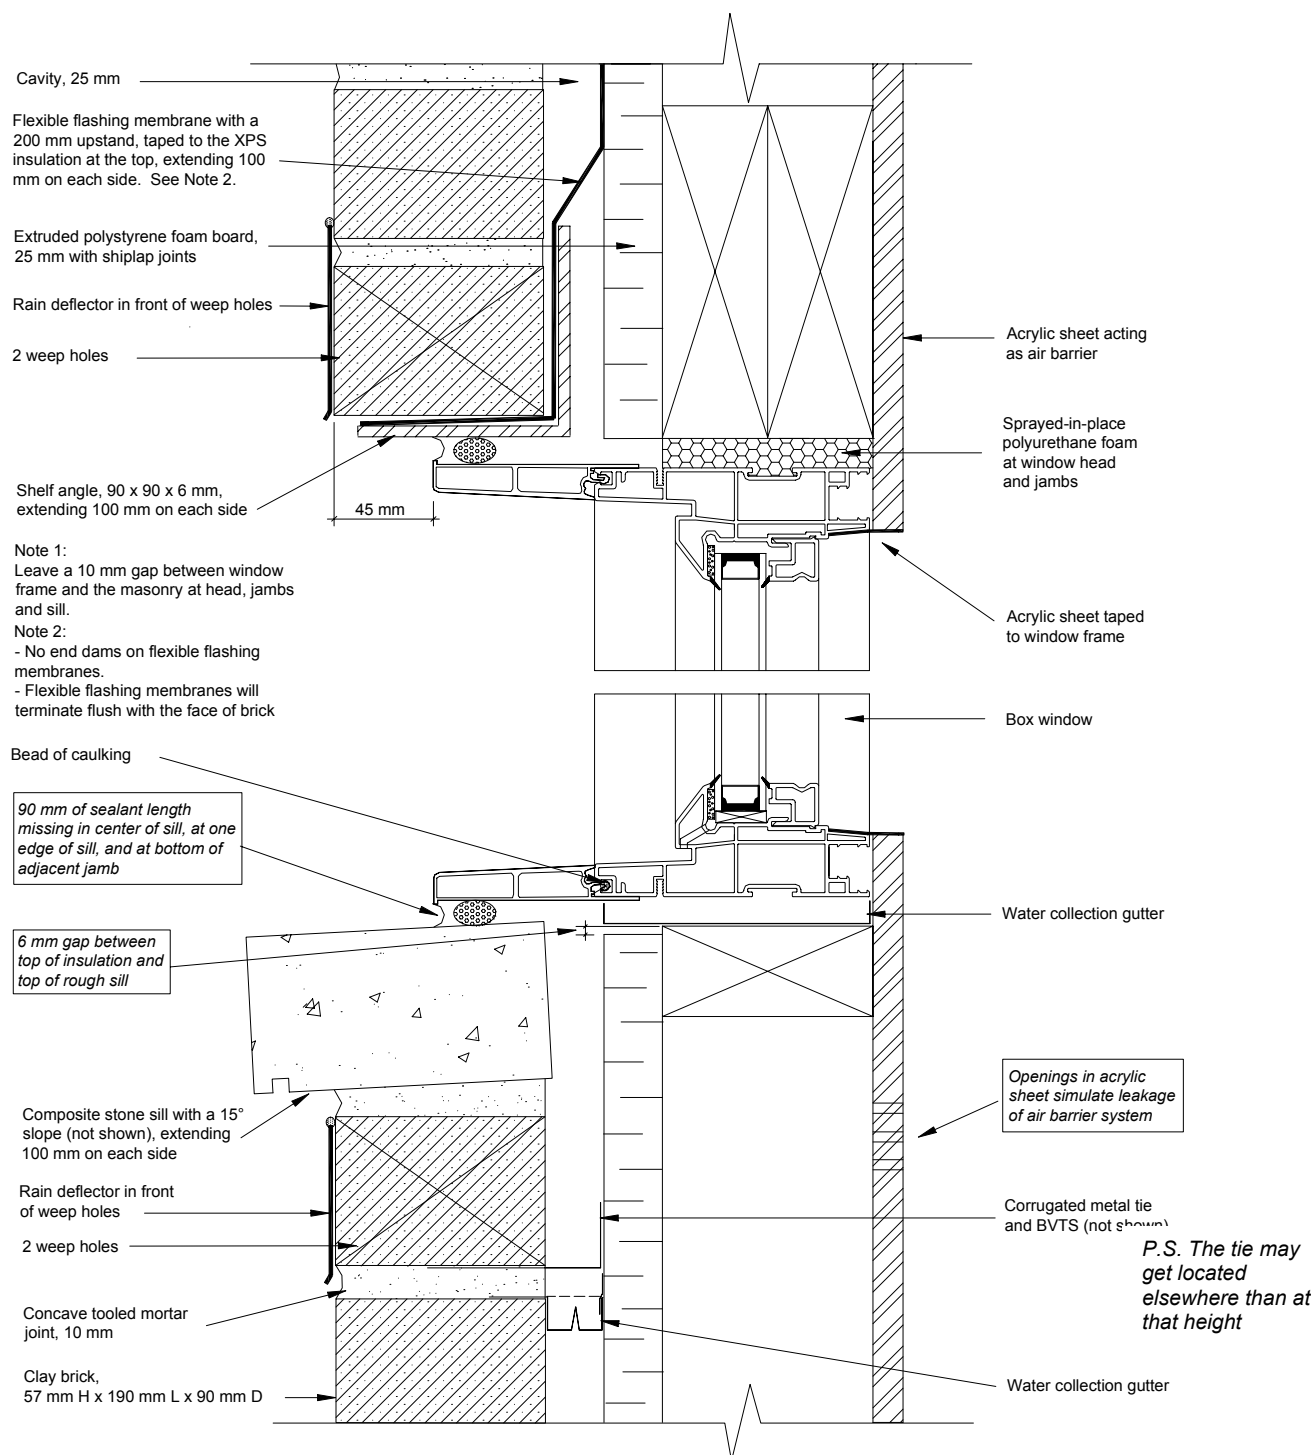 Cavity, 25 mm
Flexible flashing membrane with a
200 mm upstand, taped to the XPS
insulation at the top, extending 100
mm on each side.  See Note 2.
Extruded polystyrene foam board,
25 mm with shiplap joints
Rain deflector in front of weep holes
2 weep holes
Shelf angle, 90 x 90 x 6 mm,
extending 100 mm on each side
45 mm
Note 1:
Leave a 10 mm gap between window
frame and the masonry at head, jambs
and sill.
Note 2:
- No end dams on flexible flashing
membranes.
- Flexible flashing membranes will
terminate flush with the face of brick
Bead of caulking
90 mm of sealant length
missing in center of sill, at one
edge of sill, and at bottom of
adjacent jamb
6 mm gap between
top of insulation and
top of rough sill
Composite stone sill with a 15°
slope (not shown), extending
100 mm on each side
Rain deflector in front
of weep holes
2 weep holes
Concave tooled mortar
joint, 10 mm
Clay brick,
57 mm H x 190 mm L x 90 mm D
Acrylic sheet acting
as air barrier
Sprayed-in-place
polyurethane foam
at window head
and jambs
Acrylic sheet taped
to window frame
Box window
Water collection gutter
Openings in acrylic
sheet simulate leakage
of air barrier system
Corrugated metal tie
and BVTS (not shown)
P.S. The tie may
get located
elsewhere than at
that height
Water collection gutter